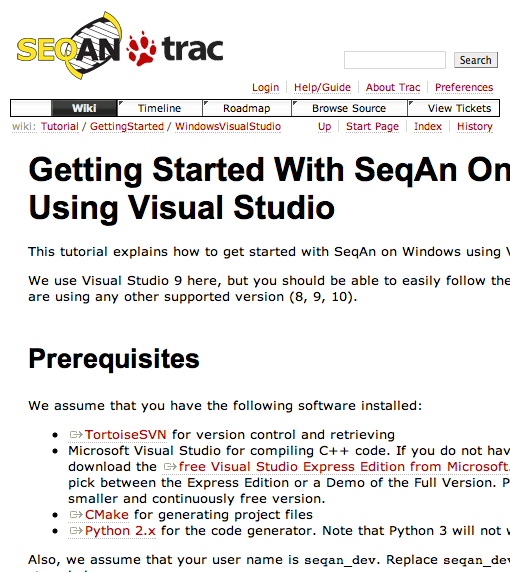 SEQAN trac
Search
Login Help/Guide About Trac Preferences
Wiki Timeline Roadmap Browse Source View Tickets
wiki: Tutorial / GettingStarted / WindowsVisualStudio Up Start Page Index History
Getting Started With SeqAn On
Using Visual Studio
This tutorial explains how to get started with SeqAn on Windows using
We use Visual Studio 9 here, but you should be able to easily follow the
are using any other supported version (8, 9, 10).
Prerequisites
We assume that you have the following software installed:
• TortoiseSVN for version control and retrieving
• Microsoft Visual Studio for compiling C++ code. If you do not hav
download the free Visual Studio Express Edition from Microsoft.
pick between the Express Edition or a Demo of the Full Version. P
smaller and continuously free version.
• CMake for generating project files
• Python 2.x for the code generator. Note that Python 3 will not w
Also, we assume that your user name is seqan_dev. Replace seqan_dev